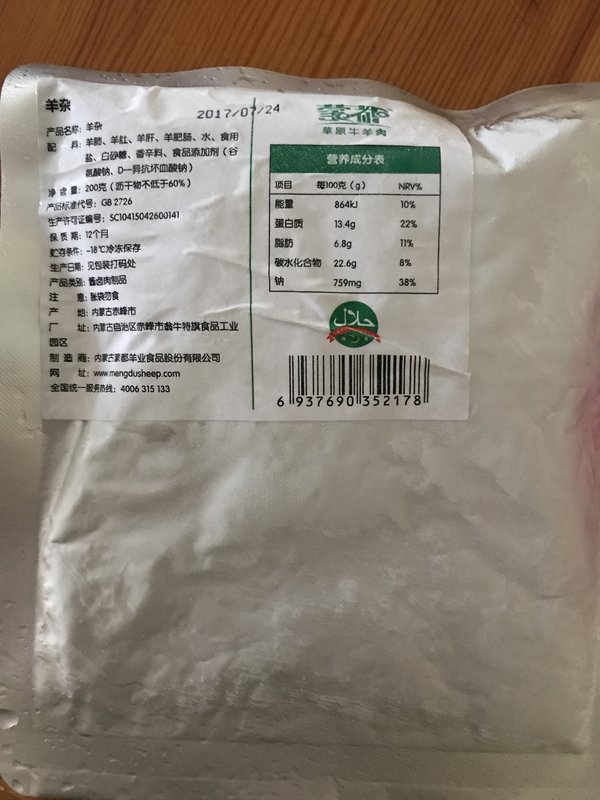 羊杂
2017/07/24
产品名称: 羊杂
配 料: 羊肺、羊肚、羊肝、羊肥肠、水、食用
盐、白砂糖、香辛料、食品添加剂（谷
氨酸钠、D-异抗坏血酸钠）
净 含 量: 200克（沥干物不低于60%）
产品标准代号: GB 2726
生产许可证编号: SC10415042600141
保 质 期: 12个月
贮存条件: -18℃冷冻保存
生产日期: 见包装打码处
产品类别: 酱卤肉制品
注 意: 胀袋勿食
产 地: 内蒙古赤峰市
厂 址: 内蒙古自治区赤峰市翁牛特旗食品工业
园区
制 造 商: 内蒙古蒙都羊业食品股份有限公司
网 址: www.mengdusheep.com
全国统一服务热线: 4006 315 133
蒙都
草原牛羊肉
营养成分表
项目 每100克（g） NRV%
能量 864kJ 10%
蛋白质 13.4g 22%
脂肪 6.8g 11%
碳水化合物 22.6g 8%
钠 759mg 38%
حلال
6 937690 352178